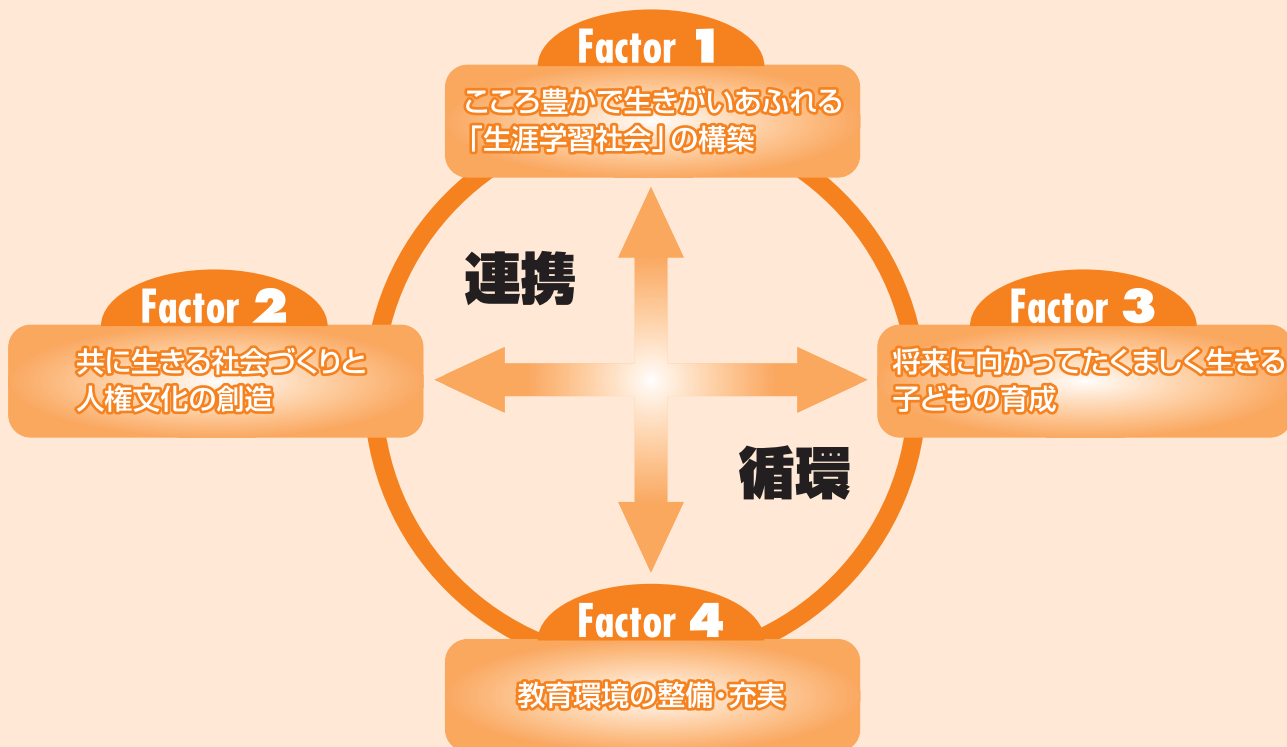 Factor 1
こころ豊かで生きがいあふれる
「生涯学習社会」の構築
連携
Factor 2
共に生きる社会づくりと
人権文化の創造
Factor 3
将来に向かってたくましく生きる
子どもの育成
循環
Factor 4
教育環境の整備・充実